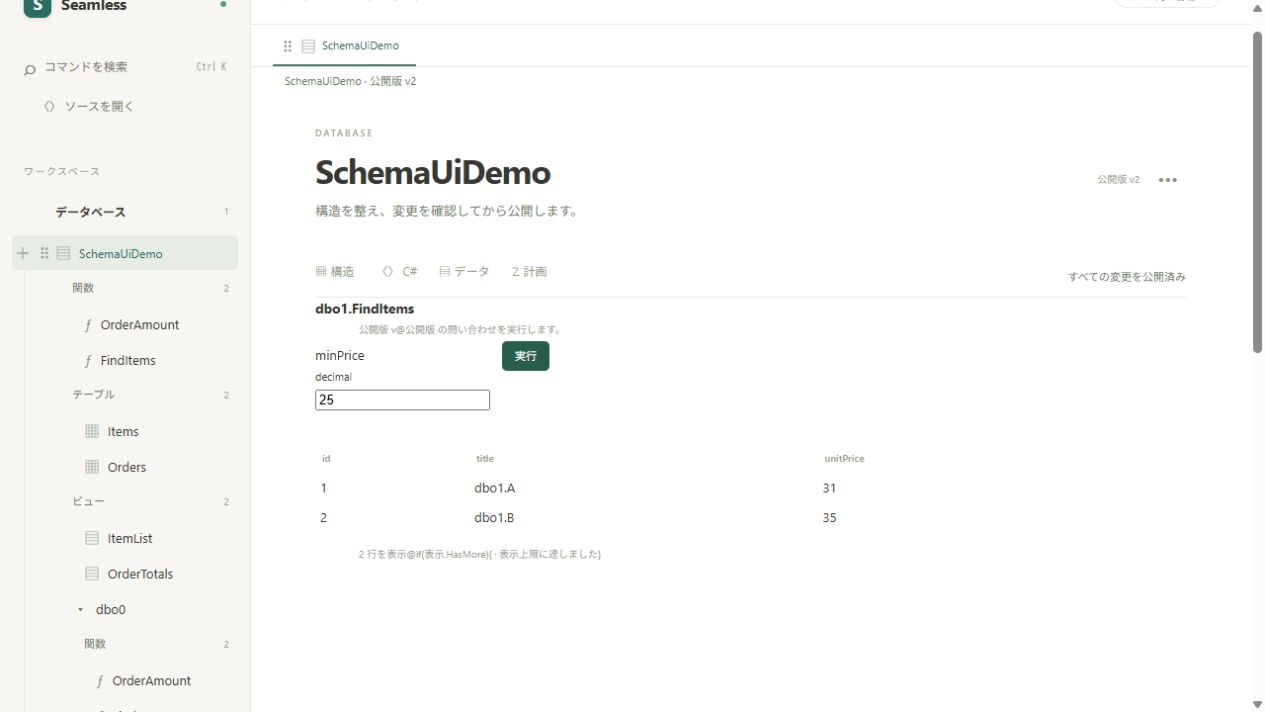 S Seamless
コマンドを検索 Ctrl K
ソースを開く
ワークスペース
データベース 1
SchemaUiDemo
関数 2
f OrderAmount
f FindItems
テーブル 2
Items
Orders
ビュー 2
ItemList
OrderTotals
dbo0
関数 2
f OrderAmount
SchemaUiDemo
SchemaUiDemo · 公開版 v2
DATABASE
SchemaUiDemo
公開版 v2 •••
構造を整え、変更を確認してから公開します。
構造 C# データ Z 計画
すべての変更を公開済み
dbo1.FindItems
公開版 v@公開版 の問い合わせを実行します。
minPrice 実行
decimal
25
id title unitPrice
1 dbo1.A 31
2 dbo1.B 35
2 行を表示@if(表示.HasMore){ · 表示上限に達しました}